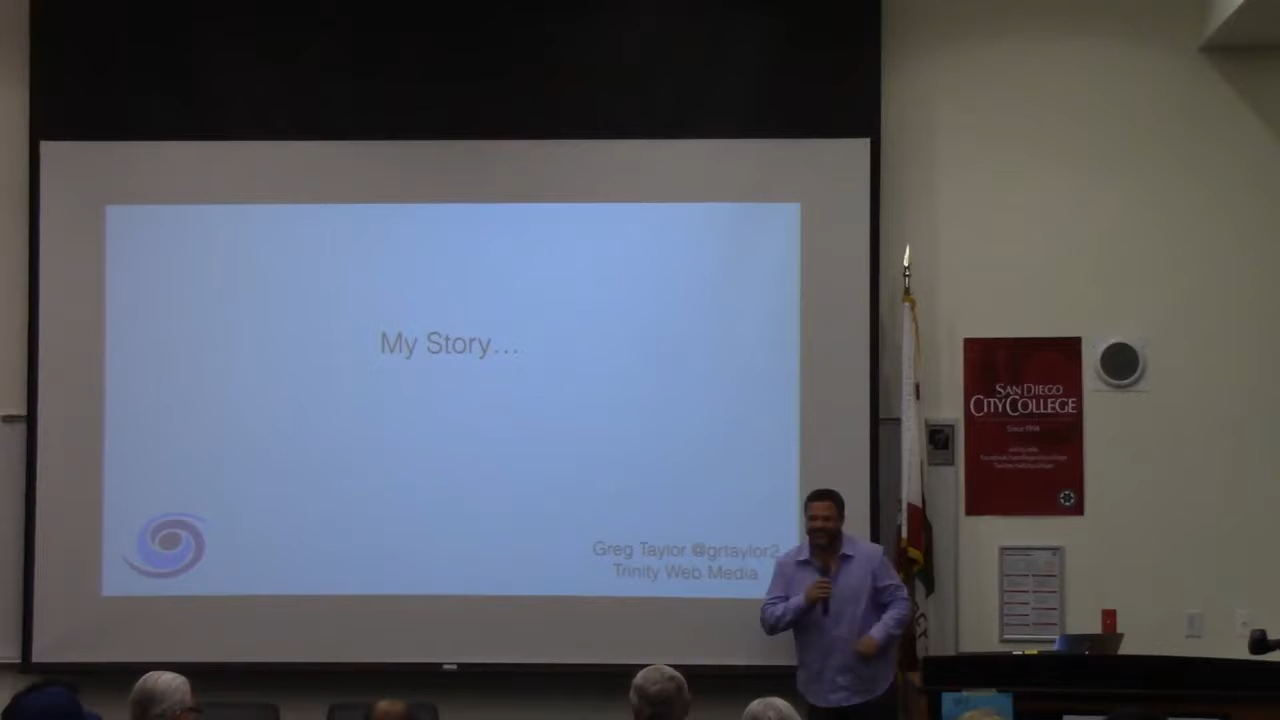 My Story...
Greg Taylor @grtaylor2
Trinity Web Media
SAN DIEGO
CITY COLLEGE
Since 1914